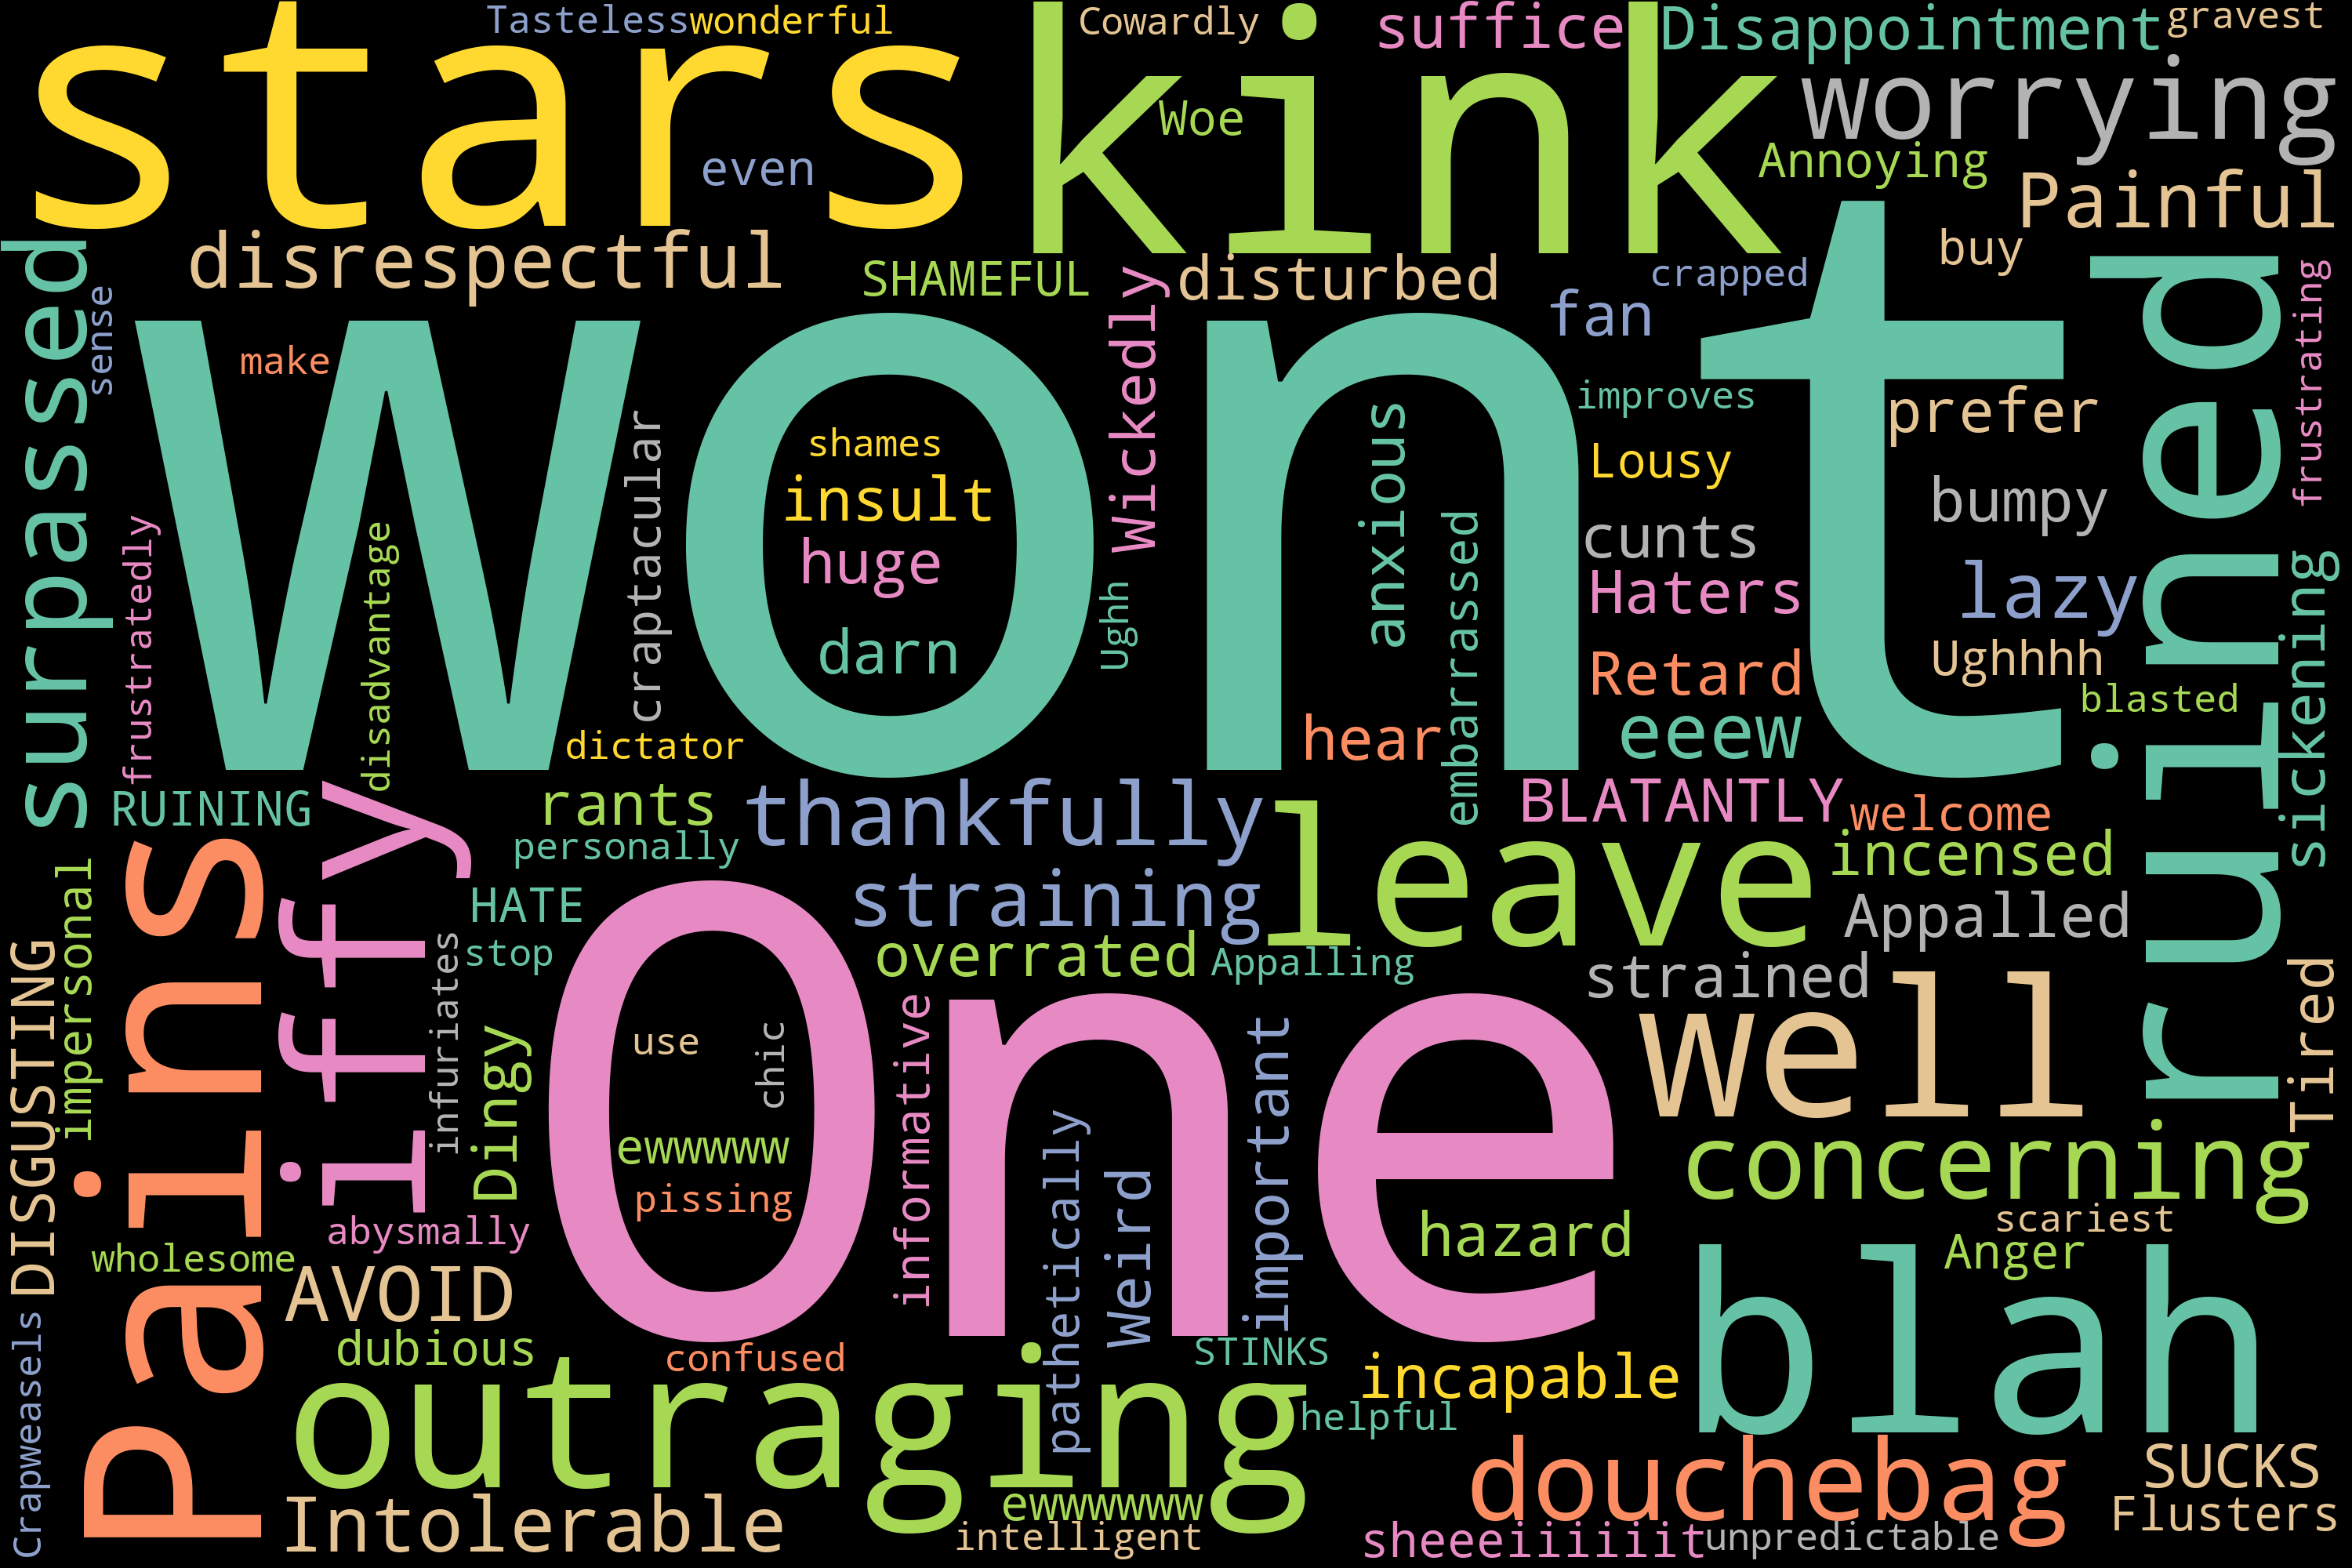 stars
Tasteless
wonderful
kink
Cowardly
suffice
Disappointment
gravest
Woe
worrying
even
Annoying
Painful
surpassed
disrespectful
SHAMEFUL
Wickedly
disturbed
crapped
buy
ruined
frustrating
sense
fan
wont
make
improves
prefer
craptacular
shames
anxious
Lousy
insult
bumpy
frustratedly
disadvantage
huge
embarrassed
cunts
sickening
Ughh
Haters
lazy
darn
Retard
Ughhhh
blasted
dictator
hear
eeew
RUINING
iffy
rants
thankfully
leave
BLATANTLY
welcome
Pains
personally
incensed
impersonal
HATE
straining
Appalled
DISGUSTING
infuriates
stop
One
overrated
Appalling
strained
Tired
well
Dingy
use
chic
informative
important
ewwwww
pathetically
Weird
concerning
pissing
abysmally
hazard
scariest
wholesome
Anger
AVOID
blah
Crapweasels
dubious
confused
STINKS
outraging
incapable
helpful
douchebag
SUCKS
Intolerable
ewwwwww
Flusters
intelligent
sheeeiiiiiit
unpredictable